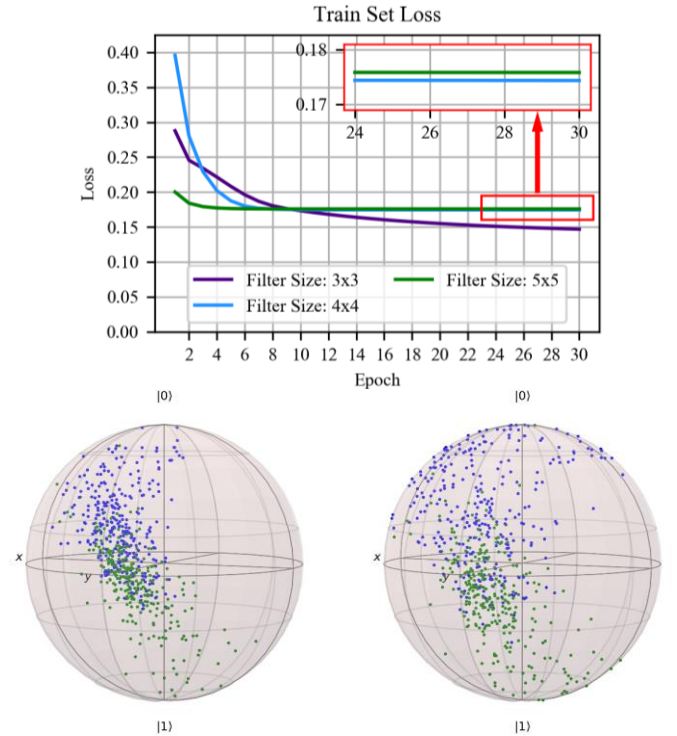 Train Set Loss
0.40
0.35
0.30
0.25
0.20
0.15
0.10
0.05
0.00
Loss
0.18
0.17
24 26 28 30
Filter Size: 3x3 Filter Size: 5x5
Filter Size: 4x4
2 4 6 8 10 12 14 16 18 20 22 24 26 28 30
Epoch
|0⟩ |0⟩
x y x y
|1⟩ |1⟩